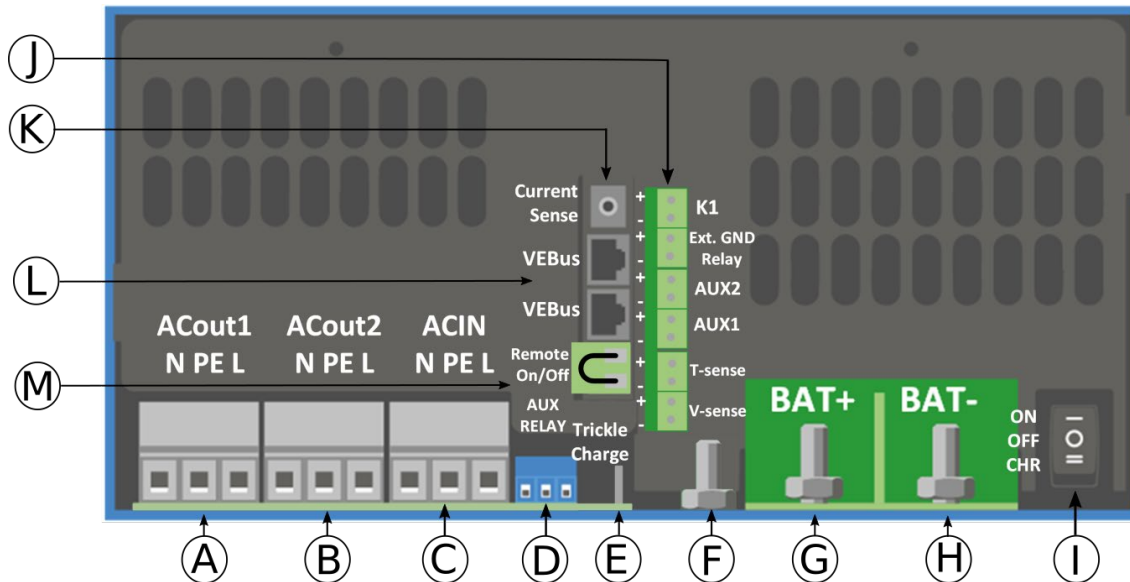 J
K
Current
Sense
+
-
K1
+
-
Ext. GND
Relay
L
VEBus
VEBus
+
-
AUX2
+
-
AUX1
ACout1
N PE L
ACout2
N PE L
ACIN
N PE L
M
Remote
On/Off
+
-
T-sense
AUX
RELAY
+
-
V-sense
Trickle
Charge
BAT+
BAT-
ON
OFF
CHR
A
B
C
D
E
F
G
H
I